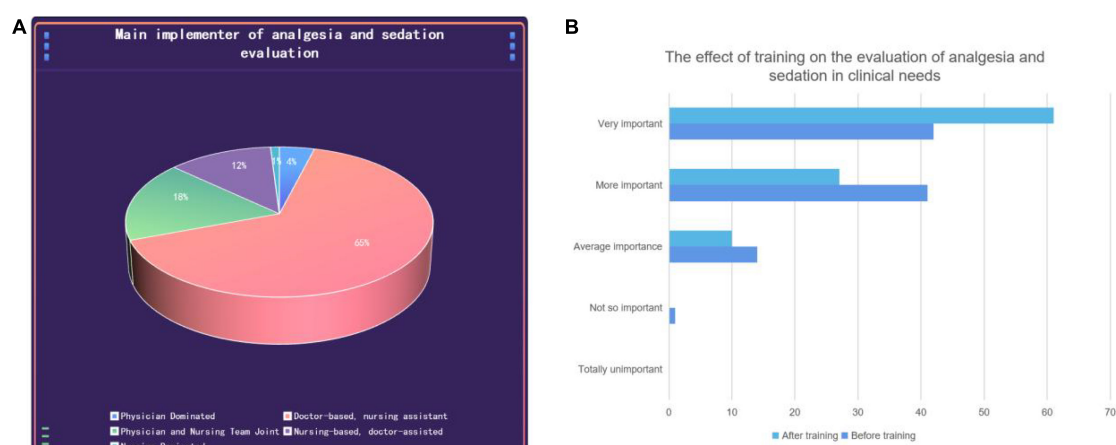 A
Main implementer of analgesia and sedation
evaluation
1%
4%
12%
18%
65%
Physician Dominated
Doctor-based, nursing assistant
Physician and Nursing Team Joint
Nursing-based, doctor-assisted
B
The effect of training on the evaluation of analgesia and
sedation in clinical needs
Very important
More important
Average importance
Not so important
Totally unimportant
0 10 20 30 40 50 60 70
After training Before training